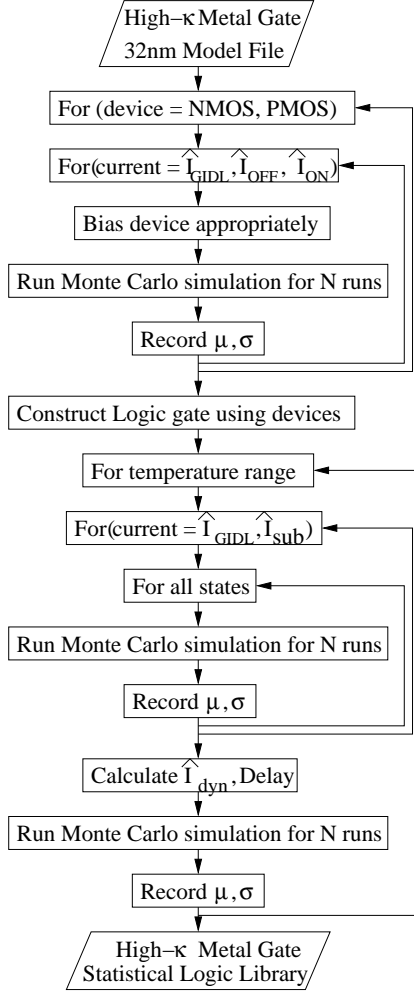 High–κ Metal Gate
32nm Model File
For (device = NMOS, PMOS)
For(current = Î_GIDL, Î_OFF, Î_ON)
Bias device appropriately
Run Monte Carlo simulation for N runs
Record μ,σ
Construct Logic gate using devices
For temperature range
For(current = Î_GIDL, Î_sub)
For all states
Run Monte Carlo simulation for N runs
Record μ,σ
Calculate Î_dyn, Delay
Run Monte Carlo simulation for N runs
Record μ,σ
High–κ Metal Gate
Statistical Logic Library